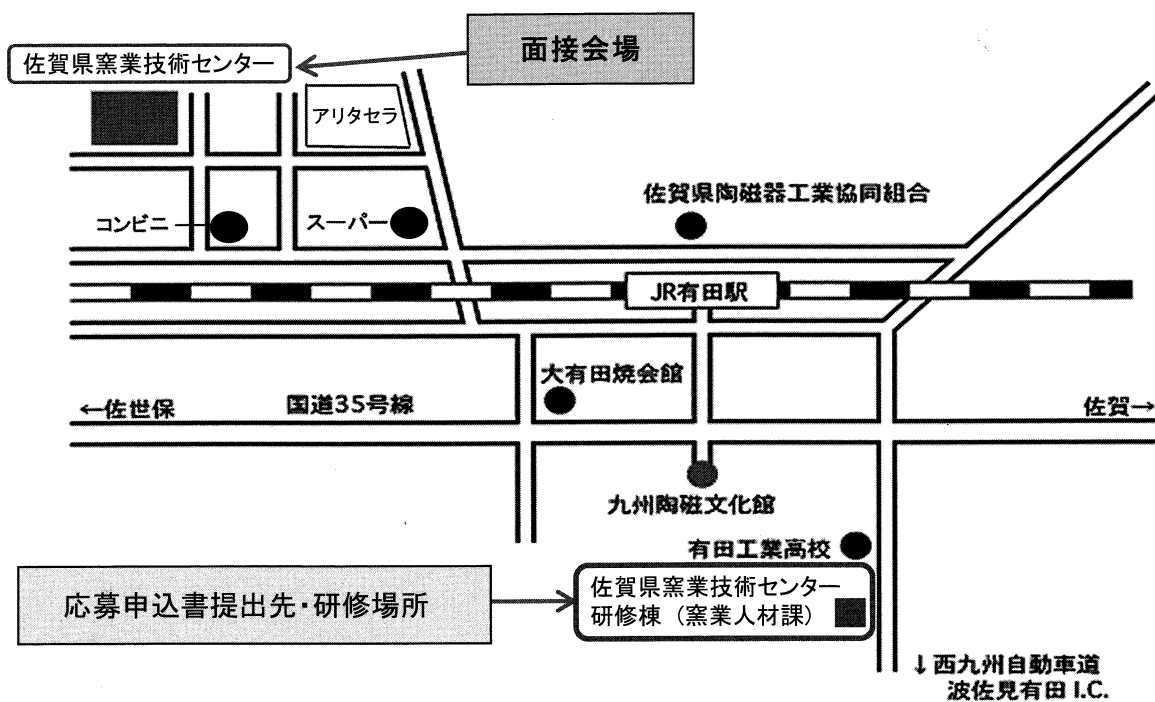 面接会場
佐賀県窯業技術センター
アリタセラ
佐賀県陶磁器工業協同組合
コンビニ
スーパー
JR有田駅
大有田焼会館
←佐世保
国道35号線
佐賀→
九州陶磁文化館
有田工業高校
応募申込書提出先・研修場所
佐賀県窯業技術センター
研修棟（窯業人材課）
↓西九州自動車道
波佐見有田 I.C.